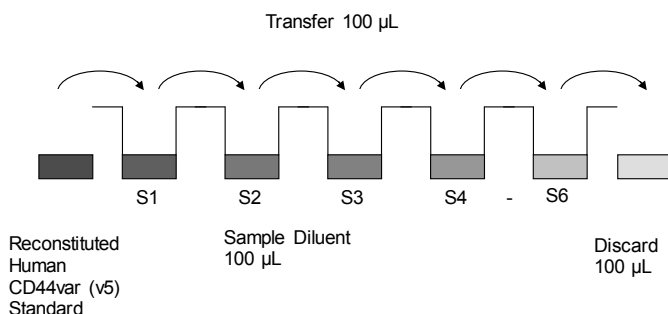 Transfer 100 µL
S1 S2 S3 S4 - S6
Reconstituted
Human
CD44var (v5)
Standard
Sample Diluent
100 µL
Discard
100 µL